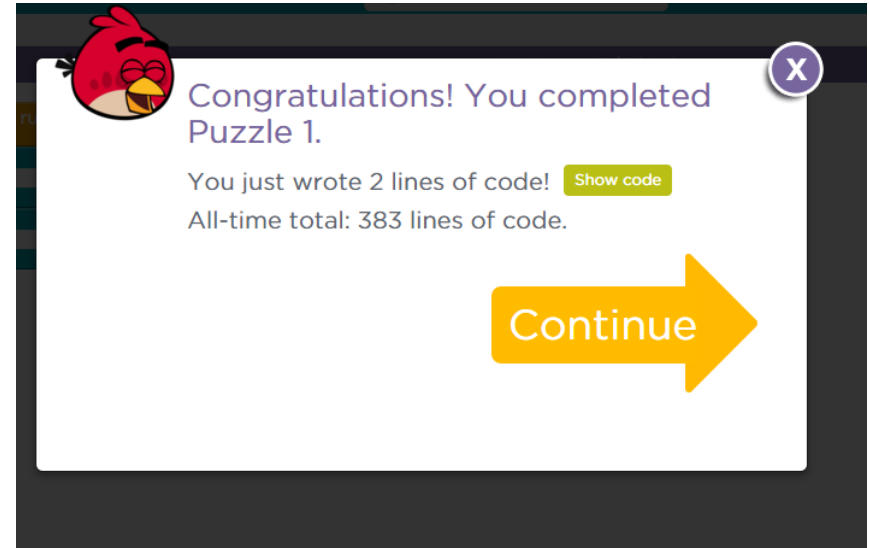 X
Congratulations! You completed
Puzzle 1.
You just wrote 2 lines of code! Show code
All-time total: 383 lines of code.
Continue